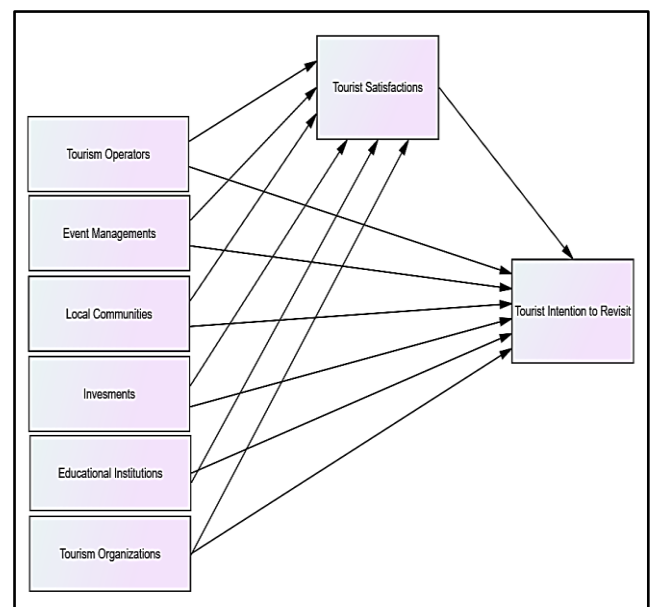 Tourist Satisfactions
Tourism Operators
Event Managements
Local Communities
Tourist Intention to Revisit
Invesments
Educational Institutions
Tourism Organizations